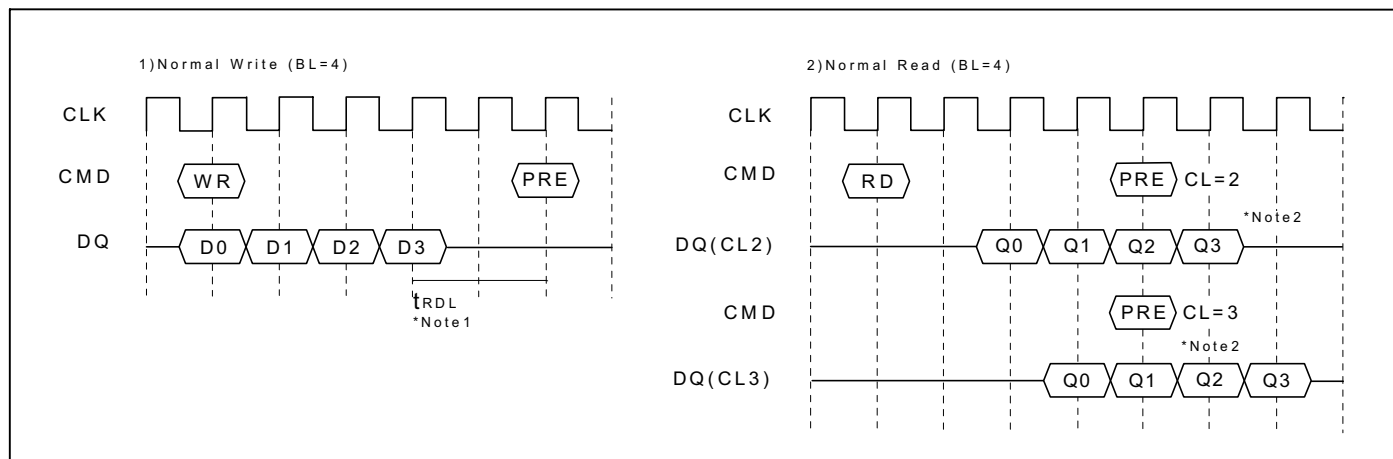 1)Normal Write (BL=4)
CLK
CMD WR PRE
DQ D0 D1 D2 D3
tRDL
*Note1
2)Normal Read (BL=4)
CLK
CMD RD PRE CL=2
*Note2
DQ(CL2) Q0 Q1 Q2 Q3
CMD PRE CL=3
*Note2
DQ(CL3) Q0 Q1 Q2 Q3